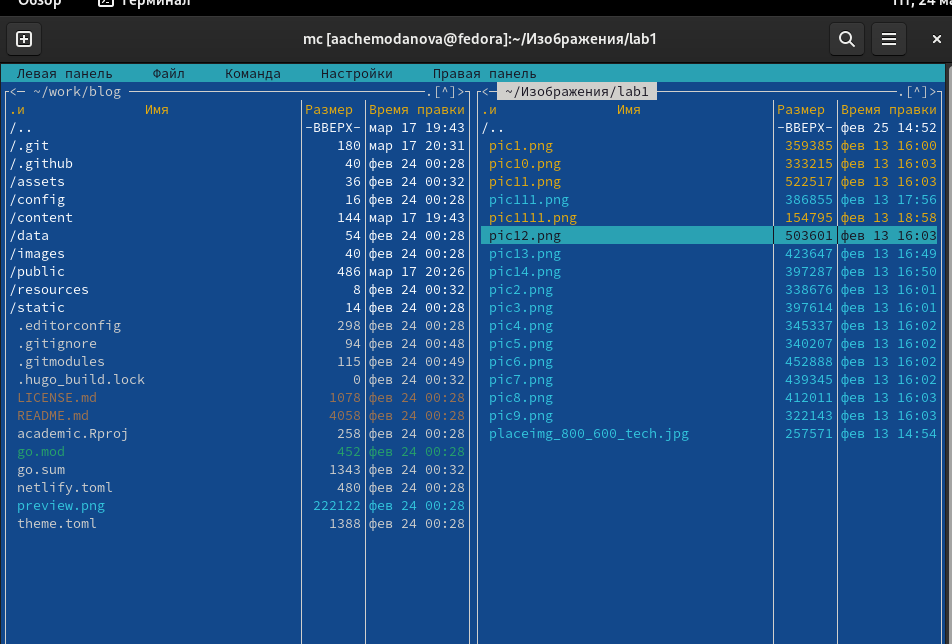 Обзор Терминал Пт, 24 ма
mc [aachemodanova@fedora]:~/Изображения/lab1
Левая панель Файл Команда Настройки Правая панель
<─ ~/work/blog .[^]>
.и Имя Размер Время правки
/.. -ВВЕРХ- мар 17 19:43
/.git 180 мар 17 20:31
/.github 40 фев 24 00:28
/assets 36 фев 24 00:32
/config 16 фев 24 00:28
/content 144 мар 17 19:43
/data 54 фев 24 00:28
/images 40 фев 24 00:28
/public 486 мар 17 20:26
/resources 8 фев 24 00:32
/static 14 фев 24 00:28
.editorconfig 298 фев 24 00:28
.gitignore 94 фев 24 00:48
.gitmodules 115 фев 24 00:49
.hugo_build.lock 0 фев 24 00:32
LICENSE.md 1078 фев 24 00:28
README.md 4058 фев 24 00:28
academic.Rproj 258 фев 24 00:28
go.mod 452 фев 24 00:28
go.sum 1343 фев 24 00:32
netlify.toml 480 фев 24 00:28
preview.png 222122 фев 24 00:28
theme.toml 1388 фев 24 00:28
<─ ~/Изображения/lab1 .[^]>
.и Имя Размер Время правки
/.. -ВВЕРХ- фев 25 14:52
pic1.png 359385 фев 13 16:00
pic10.png 333215 фев 13 16:03
pic11.png 522517 фев 13 16:03
pic111.png 386855 фев 13 17:56
pic1111.png 154795 фев 13 18:58
pic12.png 503601 фев 13 16:03
pic13.png 423647 фев 13 16:49
pic14.png 397287 фев 13 16:50
pic2.png 338676 фев 13 16:01
pic3.png 397614 фев 13 16:01
pic4.png 345337 фев 13 16:02
pic5.png 340207 фев 13 16:02
pic6.png 452888 фев 13 16:02
pic7.png 439345 фев 13 16:02
pic8.png 412011 фев 13 16:03
pic9.png 322143 фев 13 16:03
placeimg_800_600_tech.jpg 257571 фев 13 14:54